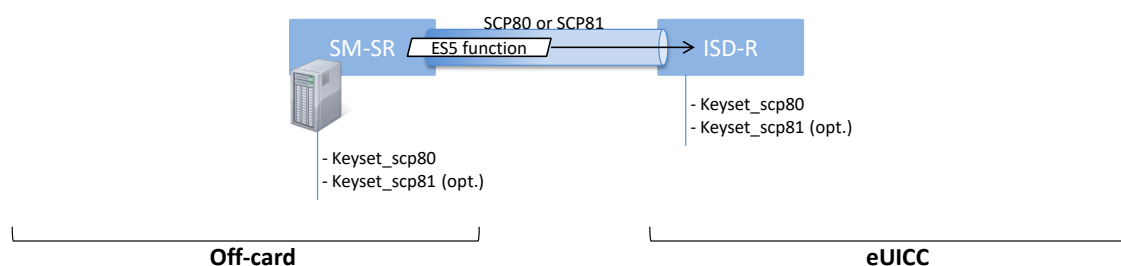 SCP80 or SCP81
SM-SR
ES5 function
ISD-R
- Keyset_scp80
- Keyset_scp81 (opt.)
- Keyset_scp80
- Keyset_scp81 (opt.)
Off-card
eUICC